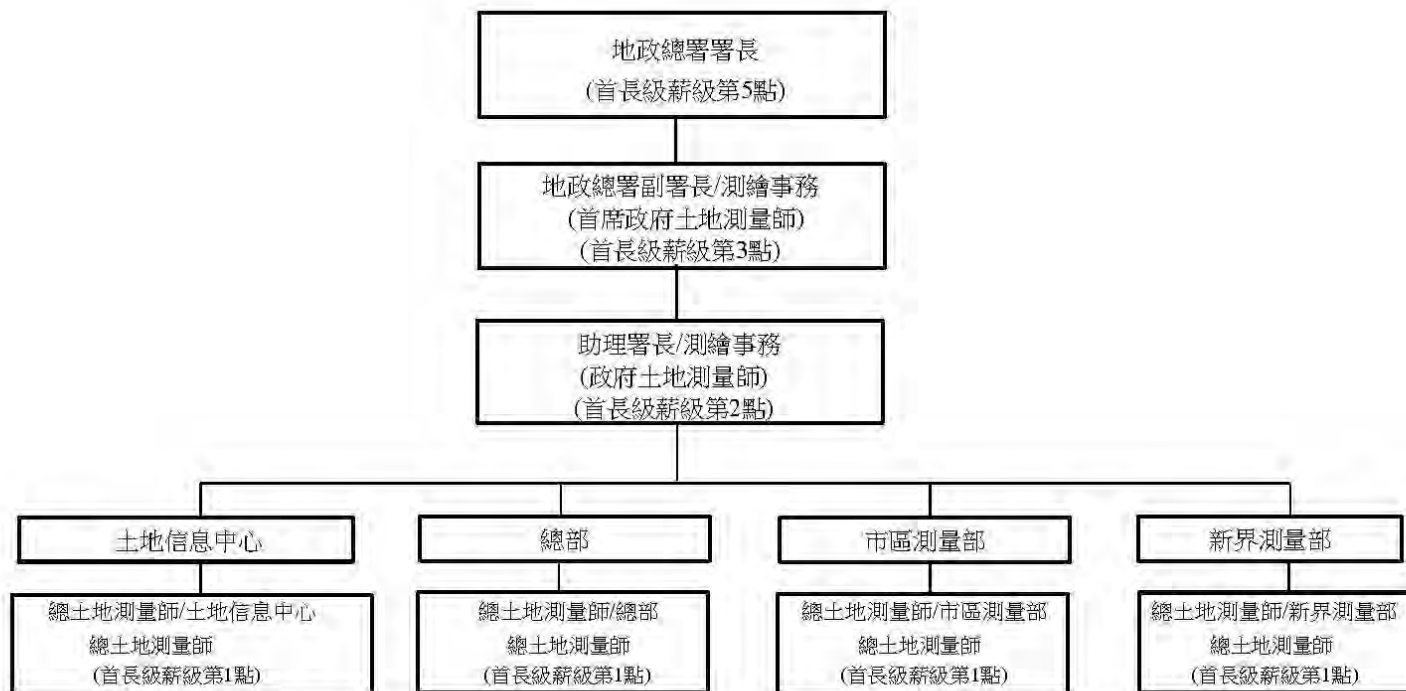 地政總署署長
(首長級薪級第5點)
地政總署副署長/測繪事務
(首席政府土地測量師)
(首長級薪級第3點)
助理署長/測繪事務
(政府土地測量師)
(首長級薪級第2點)
土地信息中心
總土地測量師/土地信息中心
總土地測量師
(首長級薪級第1點)
總部
總土地測量師/總部
總土地測量師
(首長級薪級第1點)
市區測量部
總土地測量師/市區測量部
總土地測量師
(首長級薪級第1點)
新界測量部
總土地測量師/新界測量部
總土地測量師
(首長級薪級第1點)